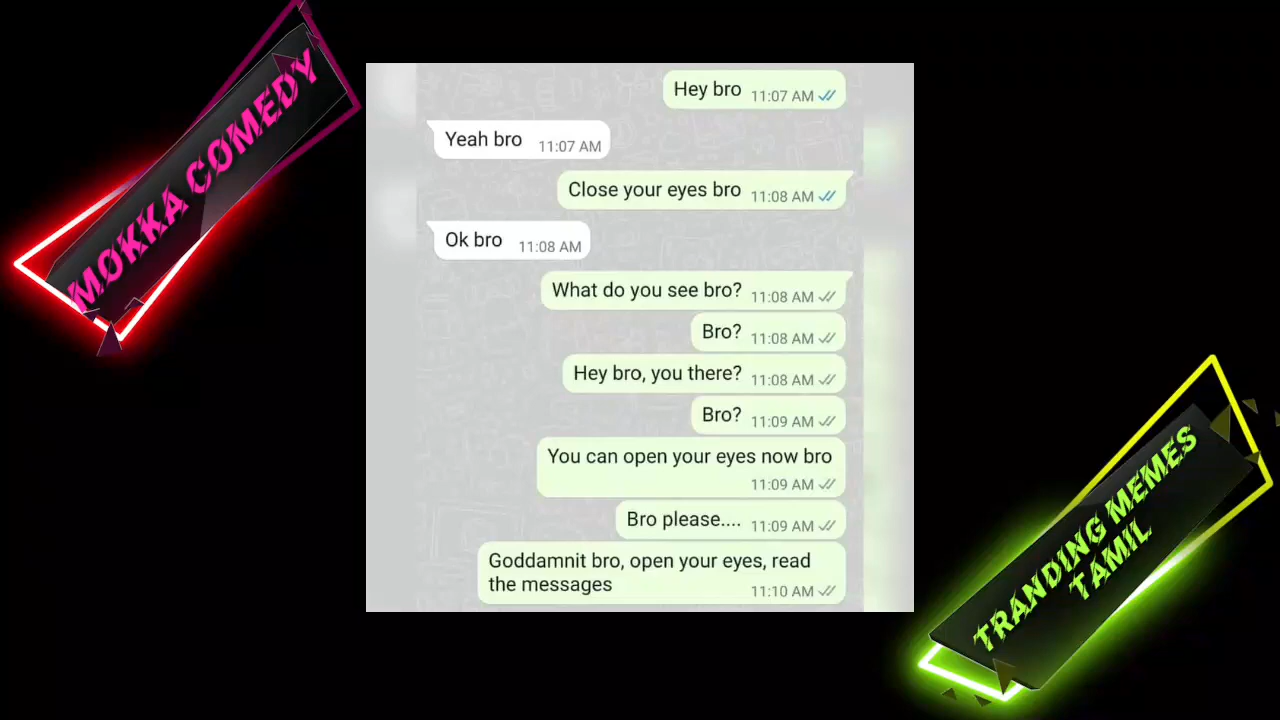 MOKKA COMEDY
Hey bro 11:07 AM
Yeah bro 11:07 AM
Close your eyes bro 11:08 AM
Ok bro 11:08 AM
What do you see bro? 11:08 AM
Bro? 11:08 AM
Hey bro, you there? 11:08 AM
Bro? 11:09 AM
You can open your eyes now bro
11:09 AM
Bro please.... 11:09 AM
Goddamnit bro, open your eyes, read
the messages 11:10 AM
TRANDING MEMES
TAMIL